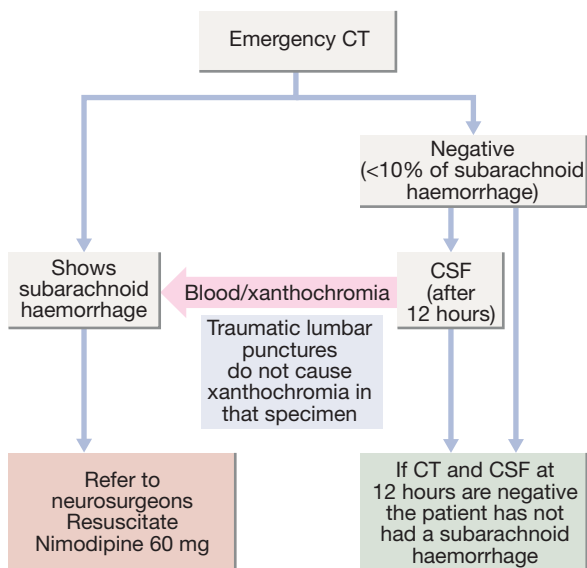 Emergency CT
Negative
(<10% of subarachnoid
haemorrhage)
Shows
subarachnoid
haemorrhage
Blood/xanthochromia
CSF
(after
12 hours)
Traumatic lumbar
punctures
do not cause
xanthochromia in
that specimen
Refer to
neurosurgeons
Resuscitate
Nimodipine 60 mg
If CT and CSF at
12 hours are negative
the patient has not
had a subarachnoid
haemorrhage